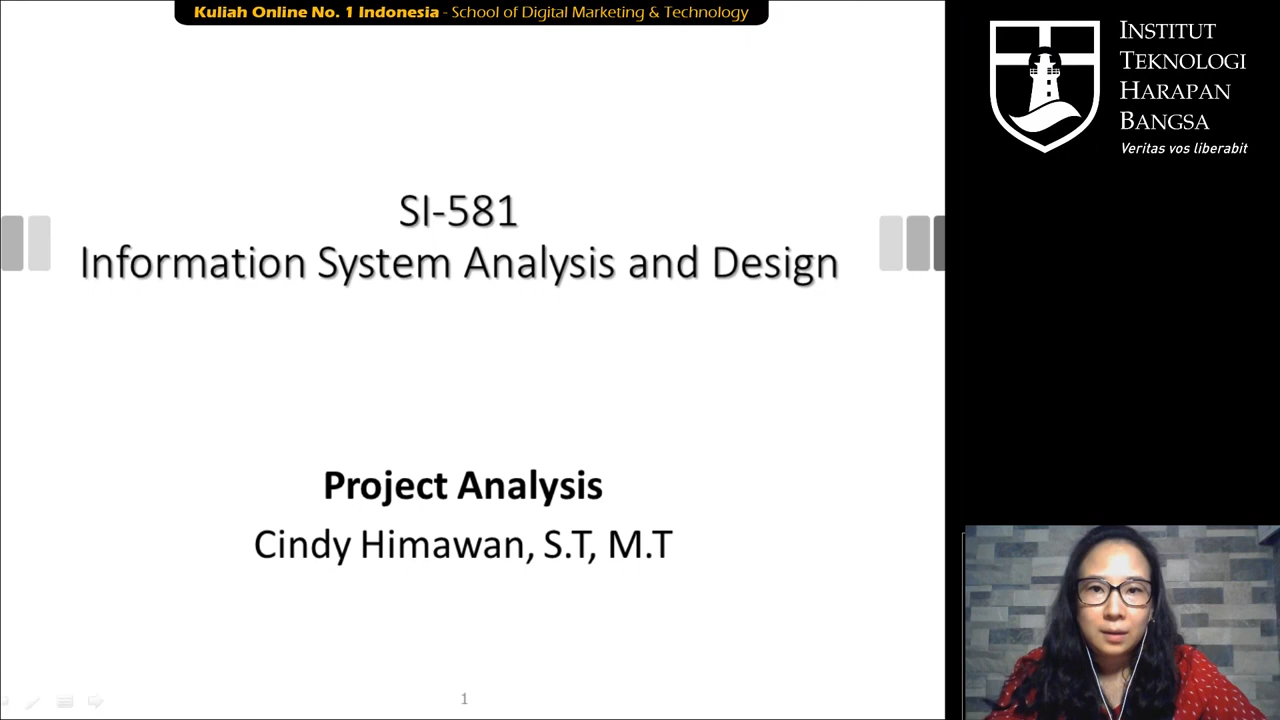 Kuliah Online No. 1 Indonesia - School of Digital Marketing & Technology
SI-581
Information System Analysis and Design
Project Analysis
Cindy Himawan, S.T, M.T
1
INSTITUT
TEKNOLOGI
HARAPAN
BANGSA
Veritas vos liberabit